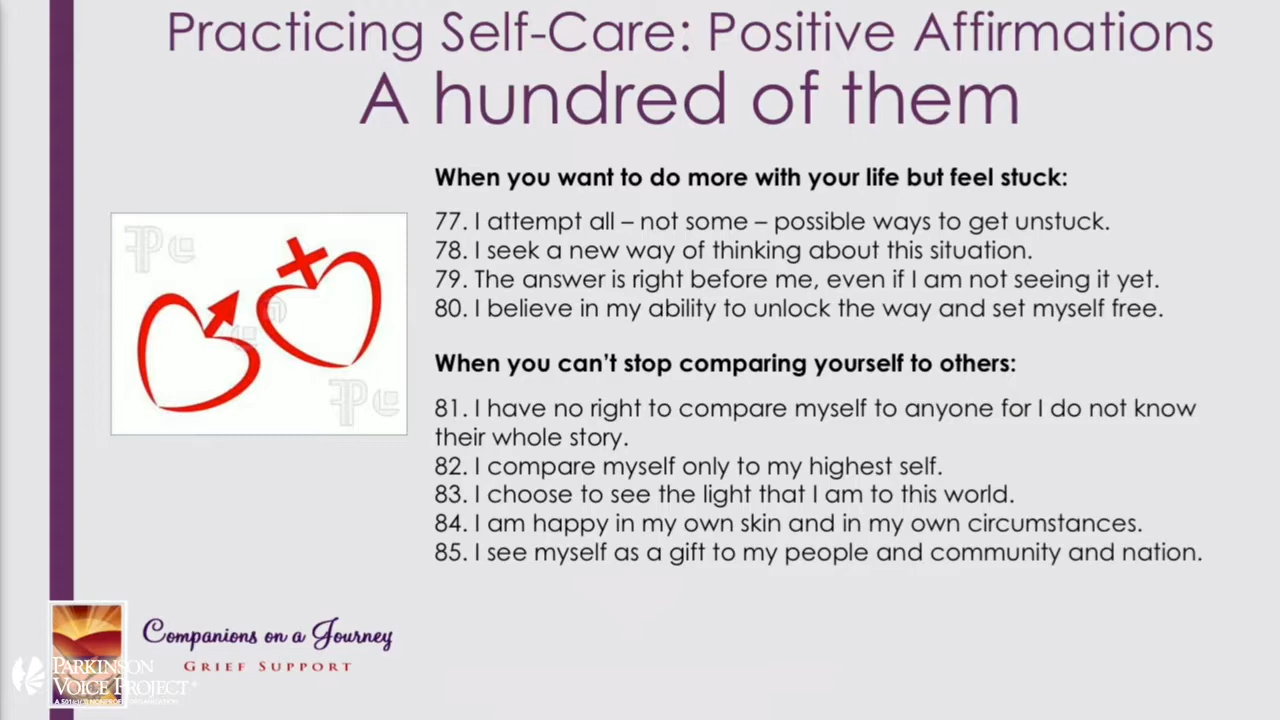 Practicing Self-Care: Positive Affirmations
A hundred of them
When you want to do more with your life but feel stuck:
77. I attempt all – not some – possible ways to get unstuck.
78. I seek a new way of thinking about this situation.
79. The answer is right before me, even if I am not seeing it yet.
80. I believe in my ability to unlock the way and set myself free.
When you can’t stop comparing yourself to others:
81. I have no right to compare myself to anyone for I do not know
their whole story.
82. I compare myself only to my highest self.
83. I choose to see the light that I am to this world.
84. I am happy in my own skin and in my own circumstances.
85. I see myself as a gift to my people and community and nation.
Companions on a Journey
GRIEF SUPPORT
PARKINSON
VOICE PROJECT